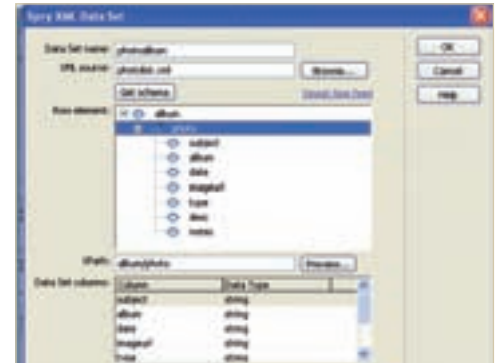 Spry XML Data Set
OK
Data Set name: photoalbum
XML source: photolist.xml
Browse...
Cancel
Get schema
Help
Row element:
album
photo
subject
album
date
imageurl
type
desc
notes
XPath: album/photo
Preview...
Data Set columns:
Column Data Type
subject string
album string
date string
imageurl string
type string